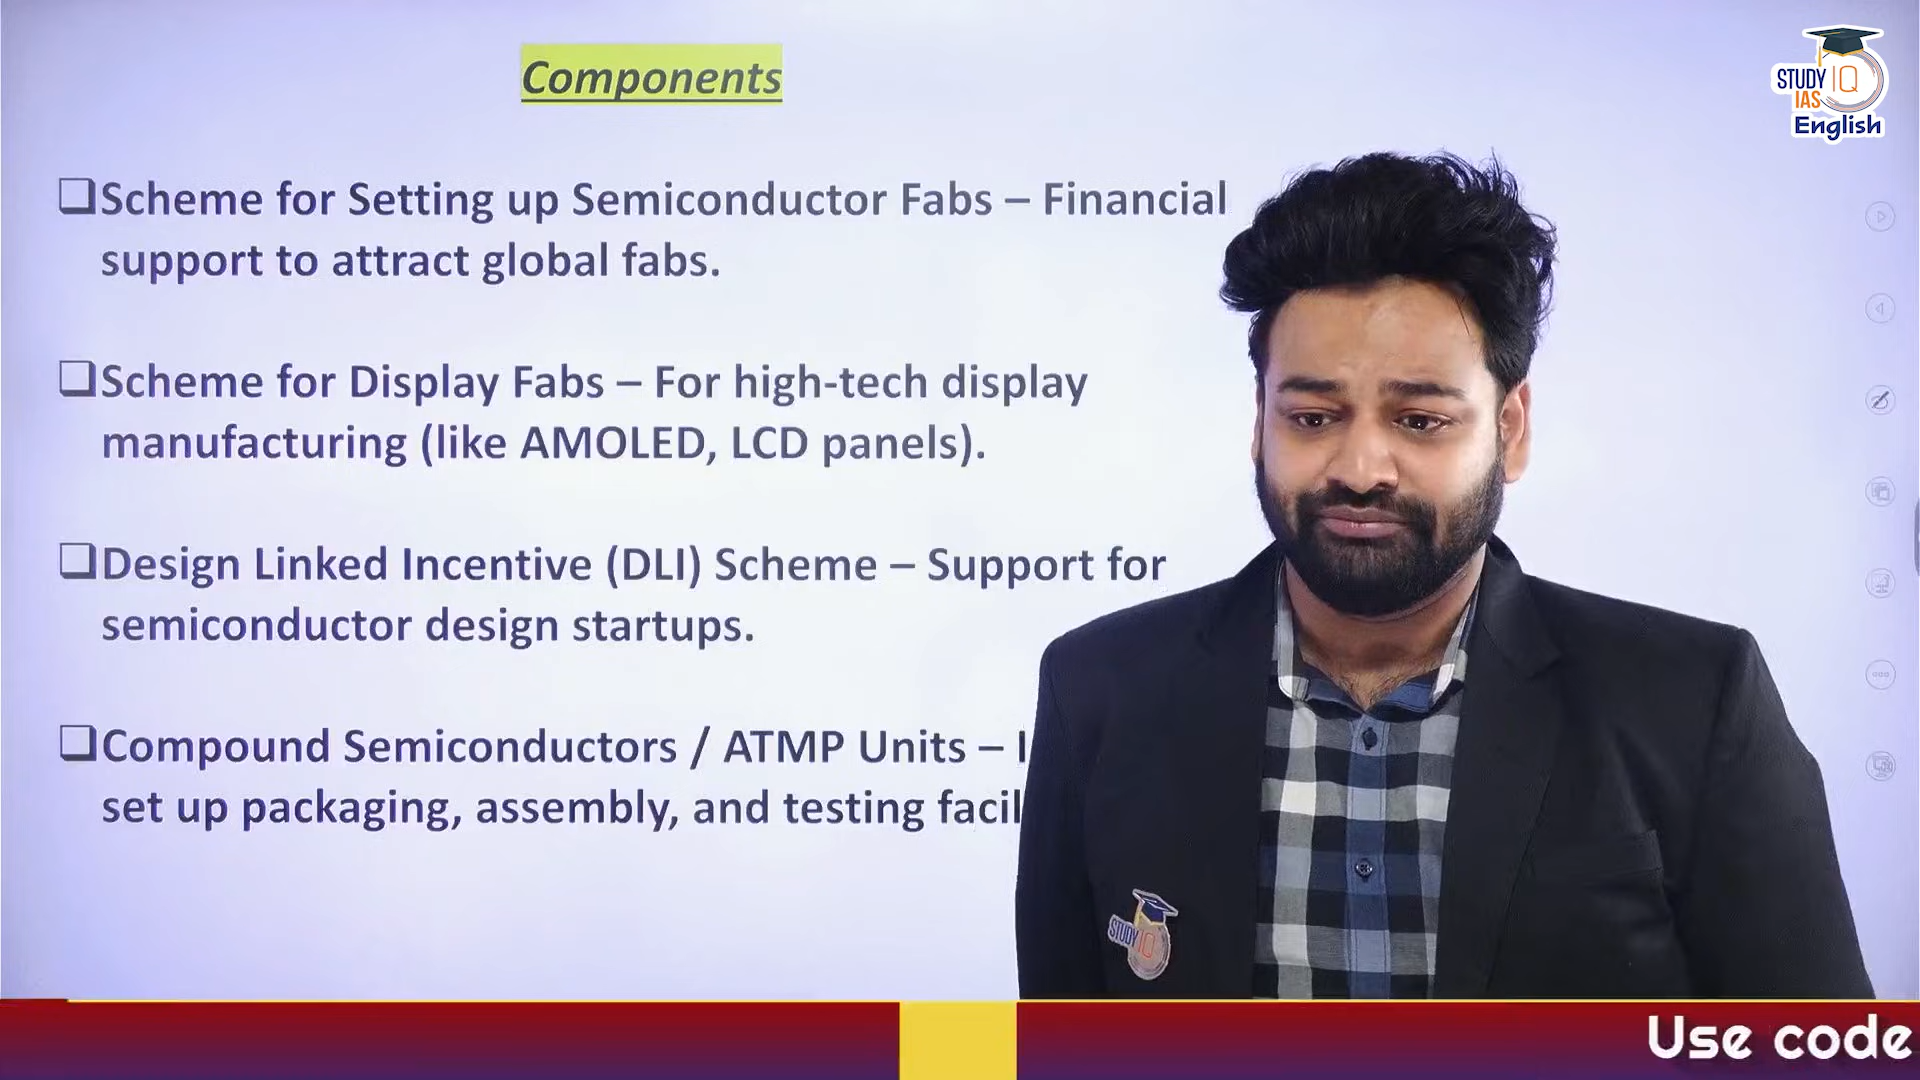 Components
STUDY IQ
IAS
English
❑Scheme for Setting up Semiconductor Fabs – Financial
support to attract global fabs.
❑Scheme for Display Fabs – For high-tech display
manufacturing (like AMOLED, LCD panels).
❑Design Linked Incentive (DLI) Scheme – Support for
semiconductor design startups.
❑Compound Semiconductors / ATMP Units –
set up packaging, assembly, and testing
STUDY IQ
Use code